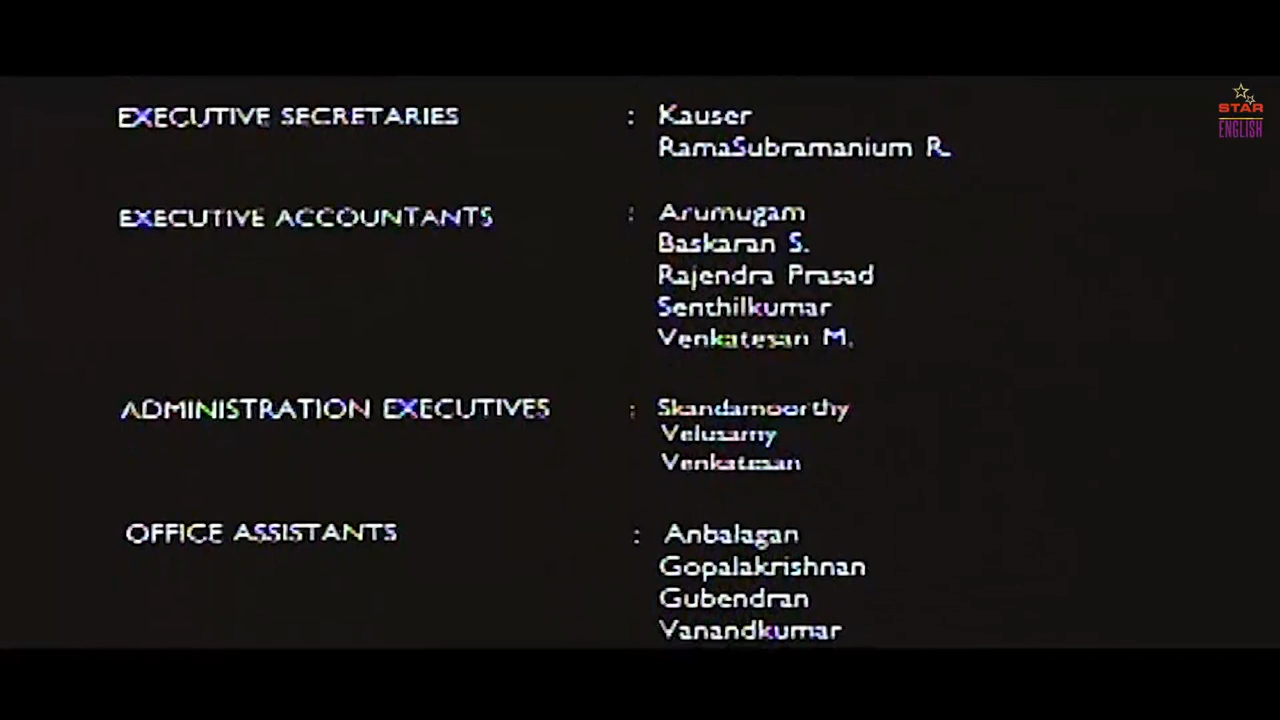 EXECUTIVE SECRETARIES : Kauser
RamaSubramanium R.
EXECUTIVE ACCOUNTANTS : Arumugam
Baskaran S.
Rajendra Prasad
Senthilkumar
Venkatesan M.
ADMINISTRATION EXECUTIVES : Skandamoorthy
Velusamy
Venkatesan
OFFICE ASSISTANTS : Anbalagan
Gopalakrishnan
Gubendran
Vanandkumar
STAR
ENGLISH